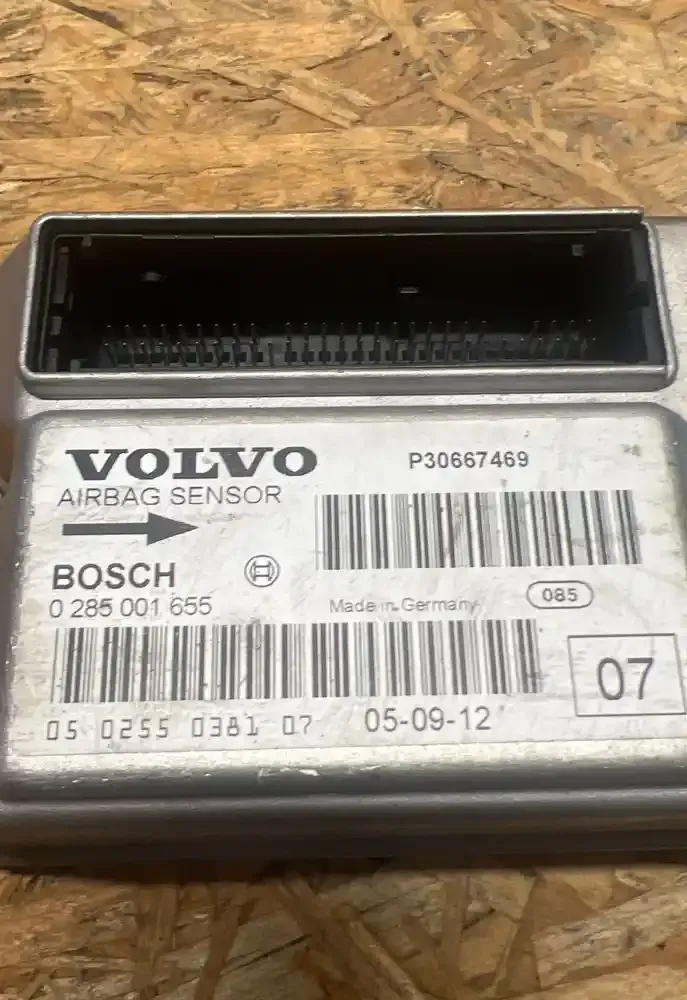 VOLVO
P30667469
AIRBAG SENSOR
BOSCH
0 285 001 655
Made in Germany
085
07
05 0255 0381 07
05-09-12